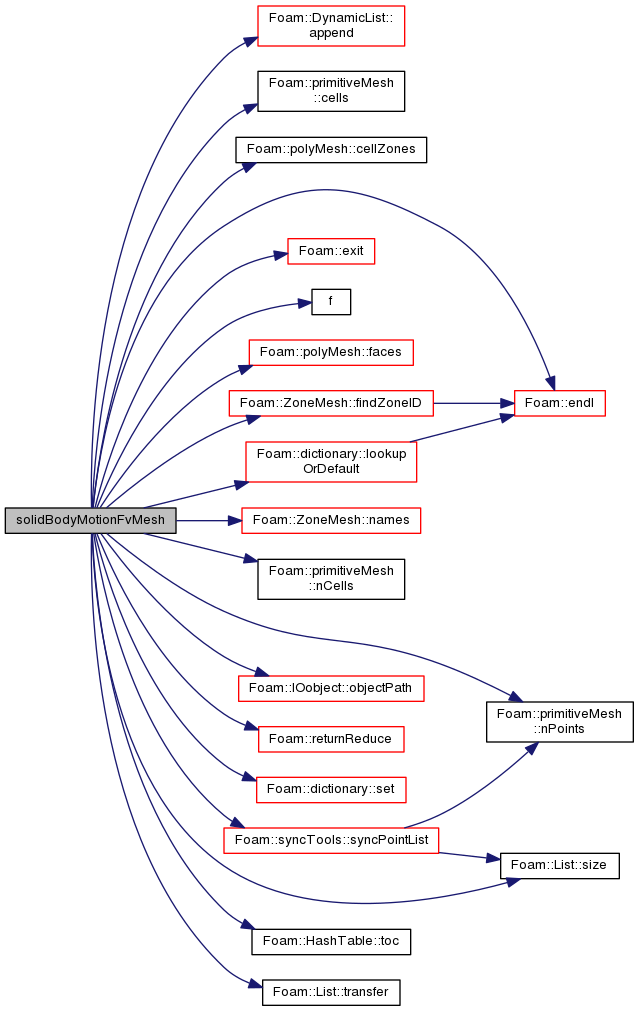 Foam::DynamicList::
append
Foam::primitiveMesh
::cells
Foam::polyMesh::cellZones
Foam::exit
f
Foam::polyMesh::faces
Foam::ZoneMesh::findZoneID
Foam::endl
Foam::dictionary::lookup
OrDefault
solidBodyMotionFvMesh
Foam::ZoneMesh::names
Foam::primitiveMesh
::nCells
Foam::IOobject::objectPath
Foam::primitiveMesh
::nPoints
Foam::returnReduce
Foam::dictionary::set
Foam::syncTools::syncPointList
Foam::List::size
Foam::HashTable::toc
Foam::List::transfer